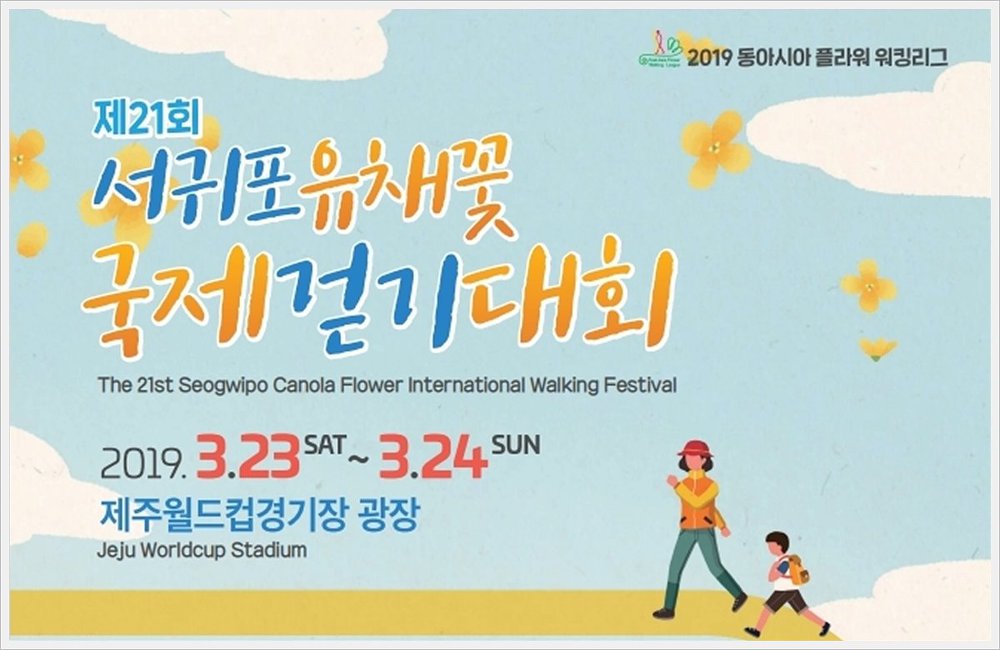 2019 동아시아 플라워 워킹리그
제21회
서귀포유채꽃
국제걷기대회
The 21st Seogwipo Canola Flower International Walking Festival
2019. 3.23 SAT ~ 3.24 SUN
제주월드컵경기장 광장
Jeju Worldcup Stadium